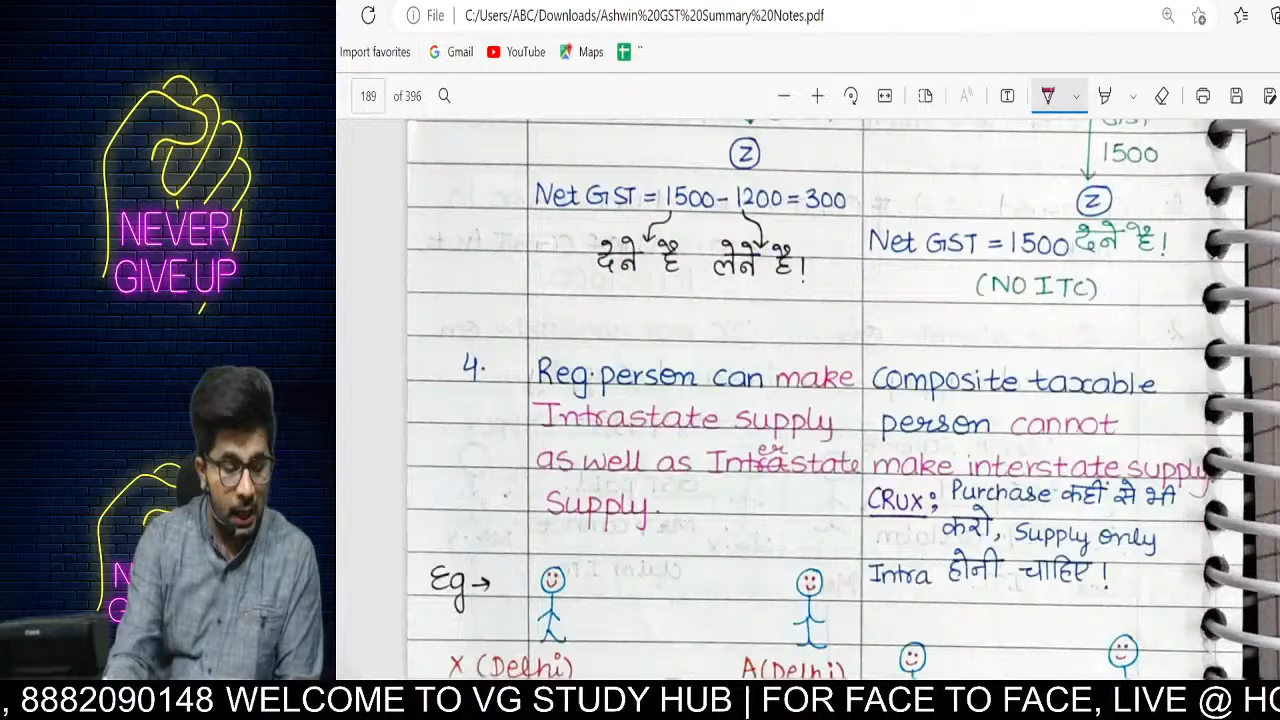 File
C:/Users/ABC/Downloads/Ashwin%20GST%20Summary%20Notes.pdf
Import favorites
Gmail
YouTube
Maps
189
of 396
NEVER
GIVE UP
N
G
GST
1500
Z
Z
Net GST = 1500 - 1200 = 300
देने है लेने है!
Net GST = 1500 देने है!
(NO ITC)
4.
Reg. person can make
Intrastate supply
as well as Interstate
Supply.
Composite taxable
person cannot
make interstate supply.
CRUX; Purchase कहीं से भी
करो, Supply only
Intra होनी चाहिए!
Eg →
X (Delhi)
A(Delhi)
, 8882090148 WELCOME TO VG STUDY HUB | FOR FACE TO FACE, LIVE @ HO